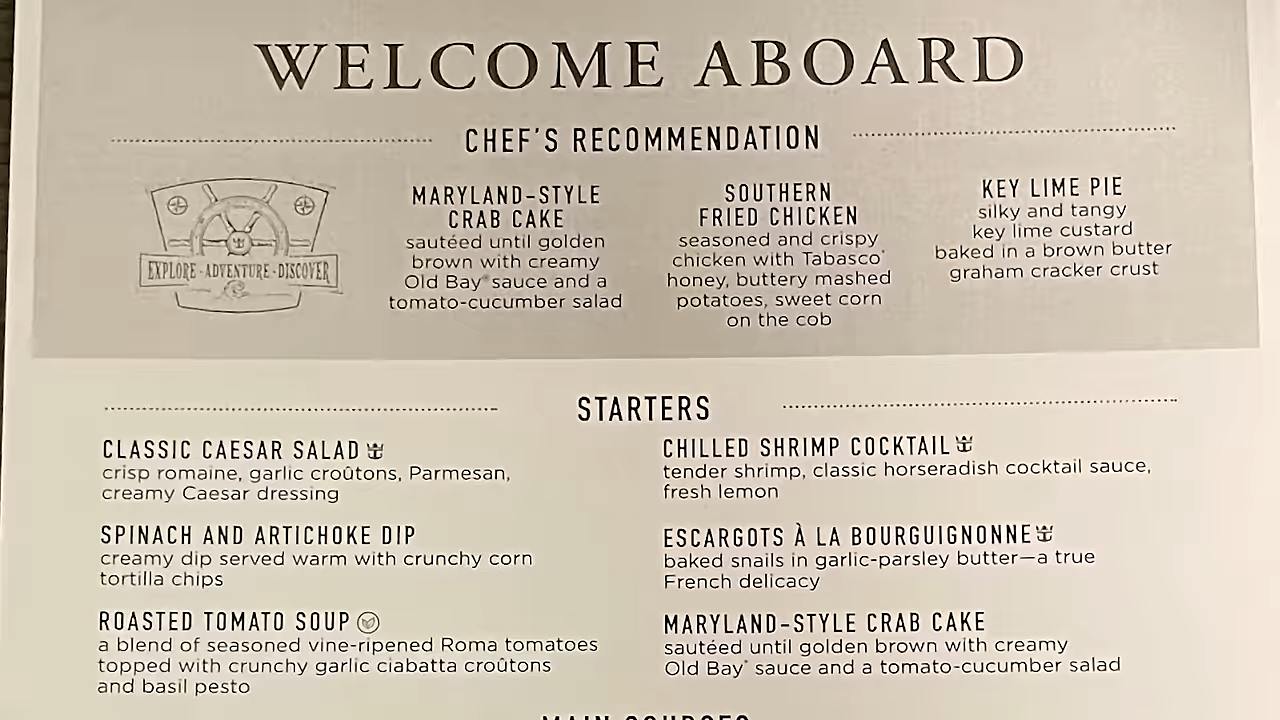 WELCOME ABOARD
CHEF'S RECOMMENDATION
EXPLORE · ADVENTURE · DISCOVER
MARYLAND-STYLE
CRAB CAKE
sautéed until golden
brown with creamy
Old Bay® sauce and a
tomato-cucumber salad
SOUTHERN
FRIED CHICKEN
seasoned and crispy
chicken with Tabasco®
honey, buttery mashed
potatoes, sweet corn
on the cob
KEY LIME PIE
silky and tangy
key lime custard
baked in a brown butter
graham cracker crust
STARTERS
CLASSIC CAESAR SALAD
crisp romaine, garlic croûtons, Parmesan,
creamy Caesar dressing
SPINACH AND ARTICHOKE DIP
creamy dip served warm with crunchy corn
tortilla chips
ROASTED TOMATO SOUP
a blend of seasoned vine-ripened Roma tomatoes
topped with crunchy garlic ciabatta croûtons
and basil pesto
CHILLED SHRIMP COCKTAIL
tender shrimp, classic horseradish cocktail sauce,
fresh lemon
ESCARGOTS À LA BOURGUIGNONNE
baked snails in garlic-parsley butter—a true
French delicacy
MARYLAND-STYLE CRAB CAKE
sautéed until golden brown with creamy
Old Bay® sauce and a tomato-cucumber salad